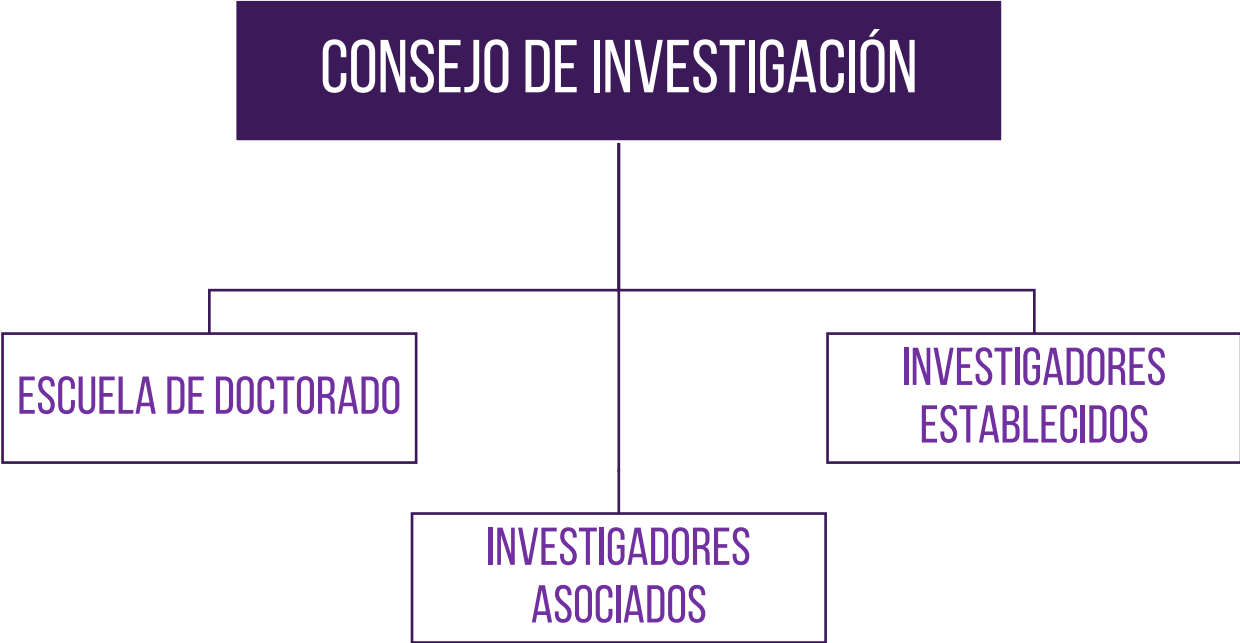 CONSEJO DE INVESTIGACIÓN
ESCUELA DE DOCTORADO
INVESTIGADORES
ESTABLECIDOS
INVESTIGADORES
ASOCIADOS